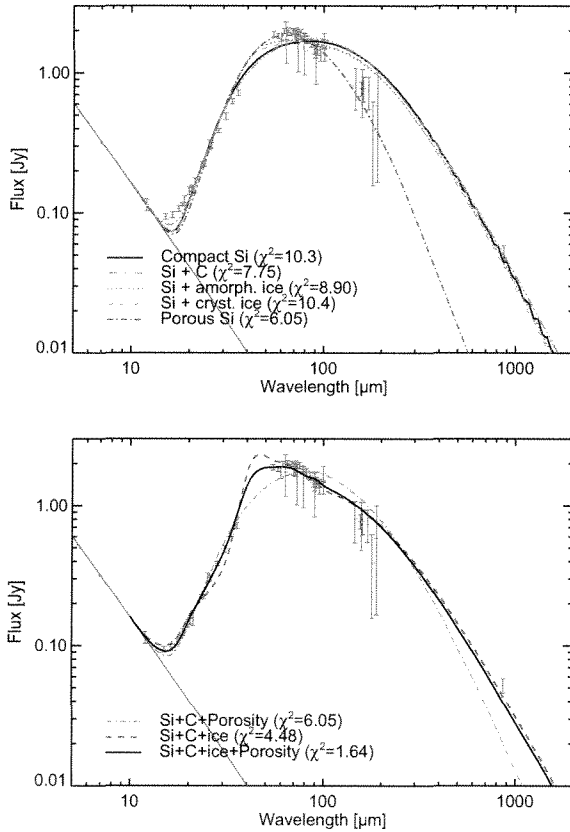 1.00
0.10
0.01
Flux [Jy]
Compact Si (χ²=10.3)
Si + C (χ²=7.75)
Si + amorph. ice (χ²=8.90)
Si + cryst. ice (χ²=10.4)
Porous Si (χ²=6.05)
10 100 1000
Wavelength [μm]
1.00
0.10
0.01
Flux [Jy]
Si+C+Porosity (χ²=6.05)
Si+C+ice (χ²=4.48)
Si+C+ice+Porosity (χ²=1.64)
10 100 1000
Wavelength [μm]